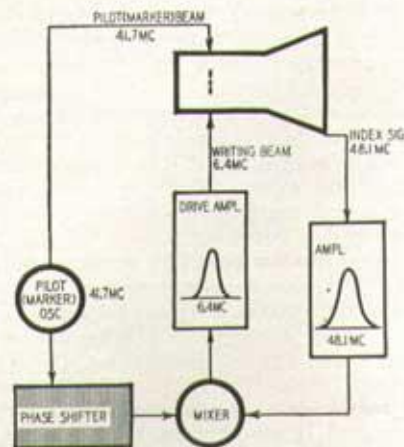 PILOT(MARKER)BEAM
41.7MC
INDEX SIG
48.1 MC
WRITING BEAM
6.4MC
DRIVE AMPL
6.4MC
AMPL
48.1 MC
PILOT
(MARKER)
OSC
41.7MC
PHASE SHIFTER
MIXER